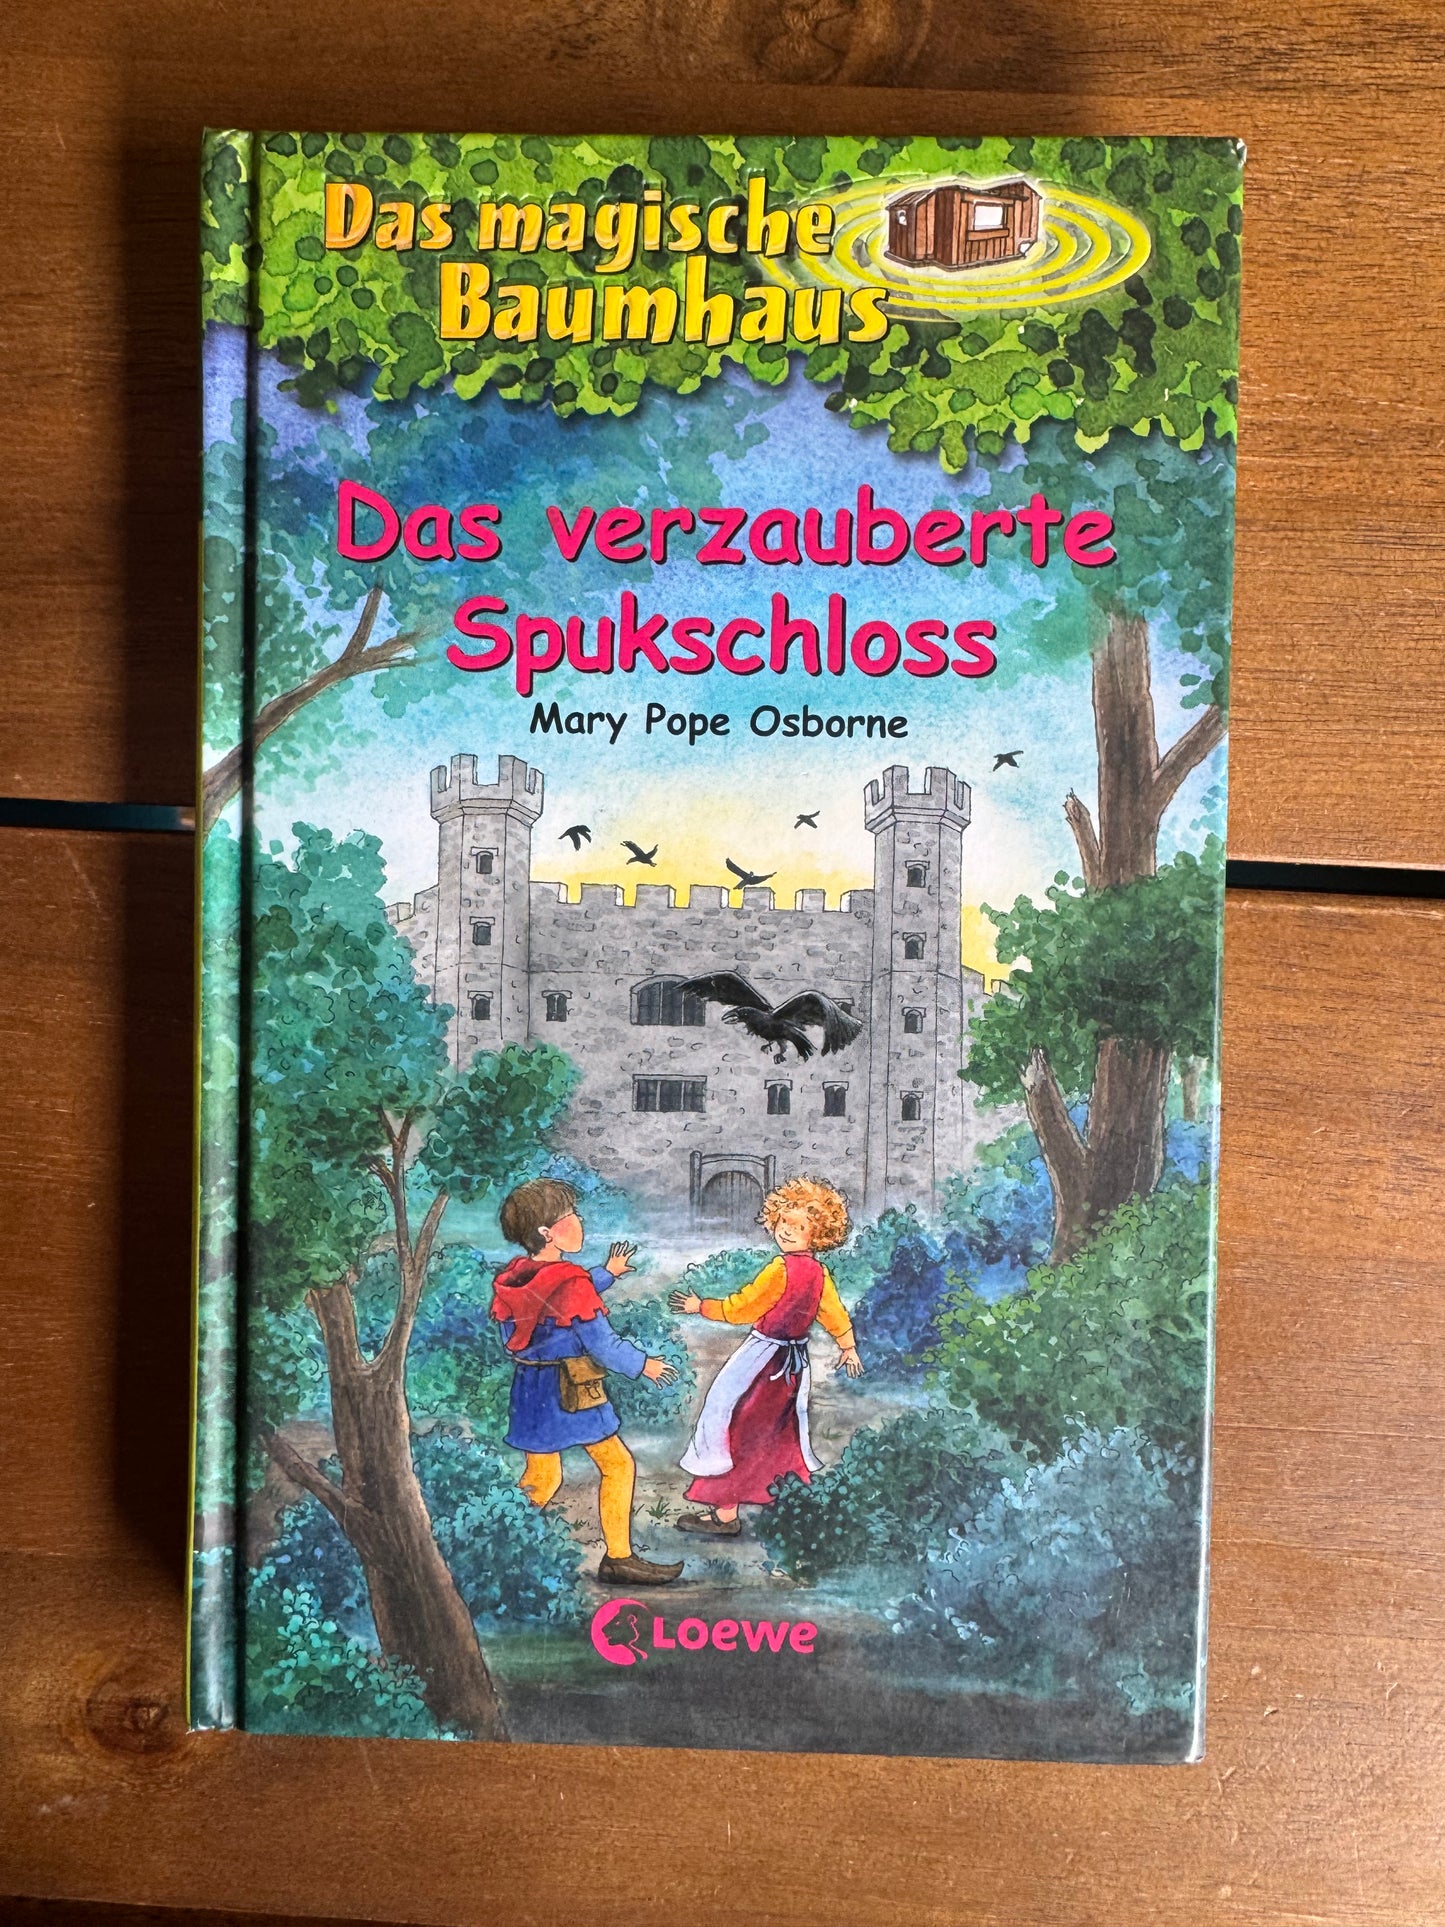 Das magische
Baumhaus
Das verzauberte
Spukschloss
Mary Pope Osborne
Loewe